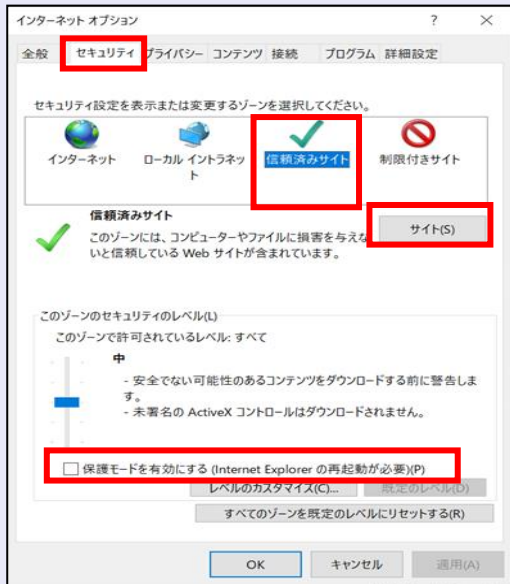 インターネット オプション ?
全般 セキュリティ プライバシー コンテンツ 接続 プログラム 詳細設定
セキュリティ設定を表示または変更するゾーンを選択してください。
インターネット ローカル イントラネッ
ト 信頼済みサイト 制限付きサイト
信頼済みサイト
サイト(S)
このゾーンには、コンピューターやファイルに損害を与えな
いと信頼している Web サイトが含まれています。
このゾーンのセキュリティのレベル(L)
このゾーンで許可されているレベル: すべて
中
- 安全でない可能性のあるコンテンツをダウンロードする前に警告しま
す。
- 未署名の ActiveX コントロールはダウンロードされません。
保護モードを有効にする (Internet Explorer の再起動が必要)(P)
レベルのカスタマイズ(C)... 既定のレベル(D)
すべてのゾーンを既定のレベルにリセットする(R)
OK キャンセル 適用(A)